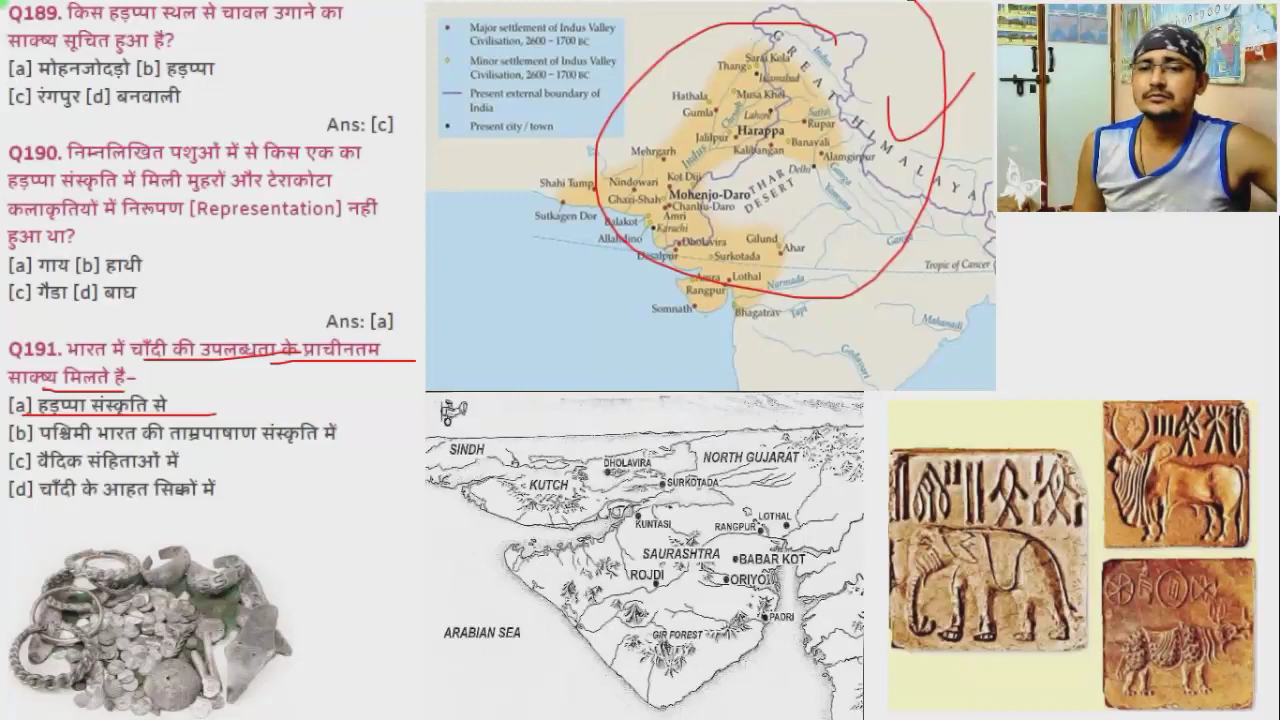 Q189. किस हड़प्पा स्थल से चावल उगाने का
साक्ष्य सूचित हुआ है?
[a] मोहनजोदड़ो [b] हड़प्पा
[c] रंगपुर [d] बनवाली
Ans: [c]
Q190. निम्नलिखित पशुओं में से किस एक का
हड़प्पा संस्कृति में मिली मुहरों और टेराकोटा
कलाकृतियों में निरूपण [Representation] नहीं
हुआ था?
[a] गाय [b] हाथी
[c] गैंडा [d] बाघ
Ans: [a]
Q191. भारत में चाँदी की उपलब्धता के प्राचीनतम
साक्ष्य मिलते है–
[a] हड़प्पा संस्कृति से
[b] पश्चिमी भारत की ताम्रपाषाण संस्कृति में
[c] वैदिक संहिताओं में
[d] चाँदी के आहत सिक्कों में
Major settlement of Indus Valley
Civilisation, 2600 – 1700 BC
Minor settlement of Indus Valley
Civilisation, 2600 – 1700 BC
Present external boundary of
India
Present city / town
GREAT HIMALAYA
Indus
Sarai Kola
Thang
Islamabad
Hathala
Musa Khel
Gumla
Lahore
Rupar
Jalilpur
Harappa
Kalibangan
Banavali
Mehrgarh
Indus
Alamgirpur
Delhi
Ganga
Yamuna
Shahi Tump
Nindowari
Kot Diji
Ghazi-Shah
Mohenjo-Daro
THAR
DESERT
Chanhu-Daro
Sutkagen Dor
Amri
Balakot
Karachi
Allahdino
Dholavira
Gilund
Ahar
Ganga
Desalpur
Surkotada
Tropic of Cancer
Amra
Lothal
Narmada
Rangpur
Somnath
Bhagatrav
Tapi
Mahanadi
Godavari
SINDH
NORTH GUJARAT
DHOLAVIRA
KUTCH
SURKOTADA
KUNTASI
LOTHAL
RANGPUR
SAURASHTRA
BABAR KOT
ROJDI
ORIYO
PADRI
ARABIAN SEA
GIR FOREST